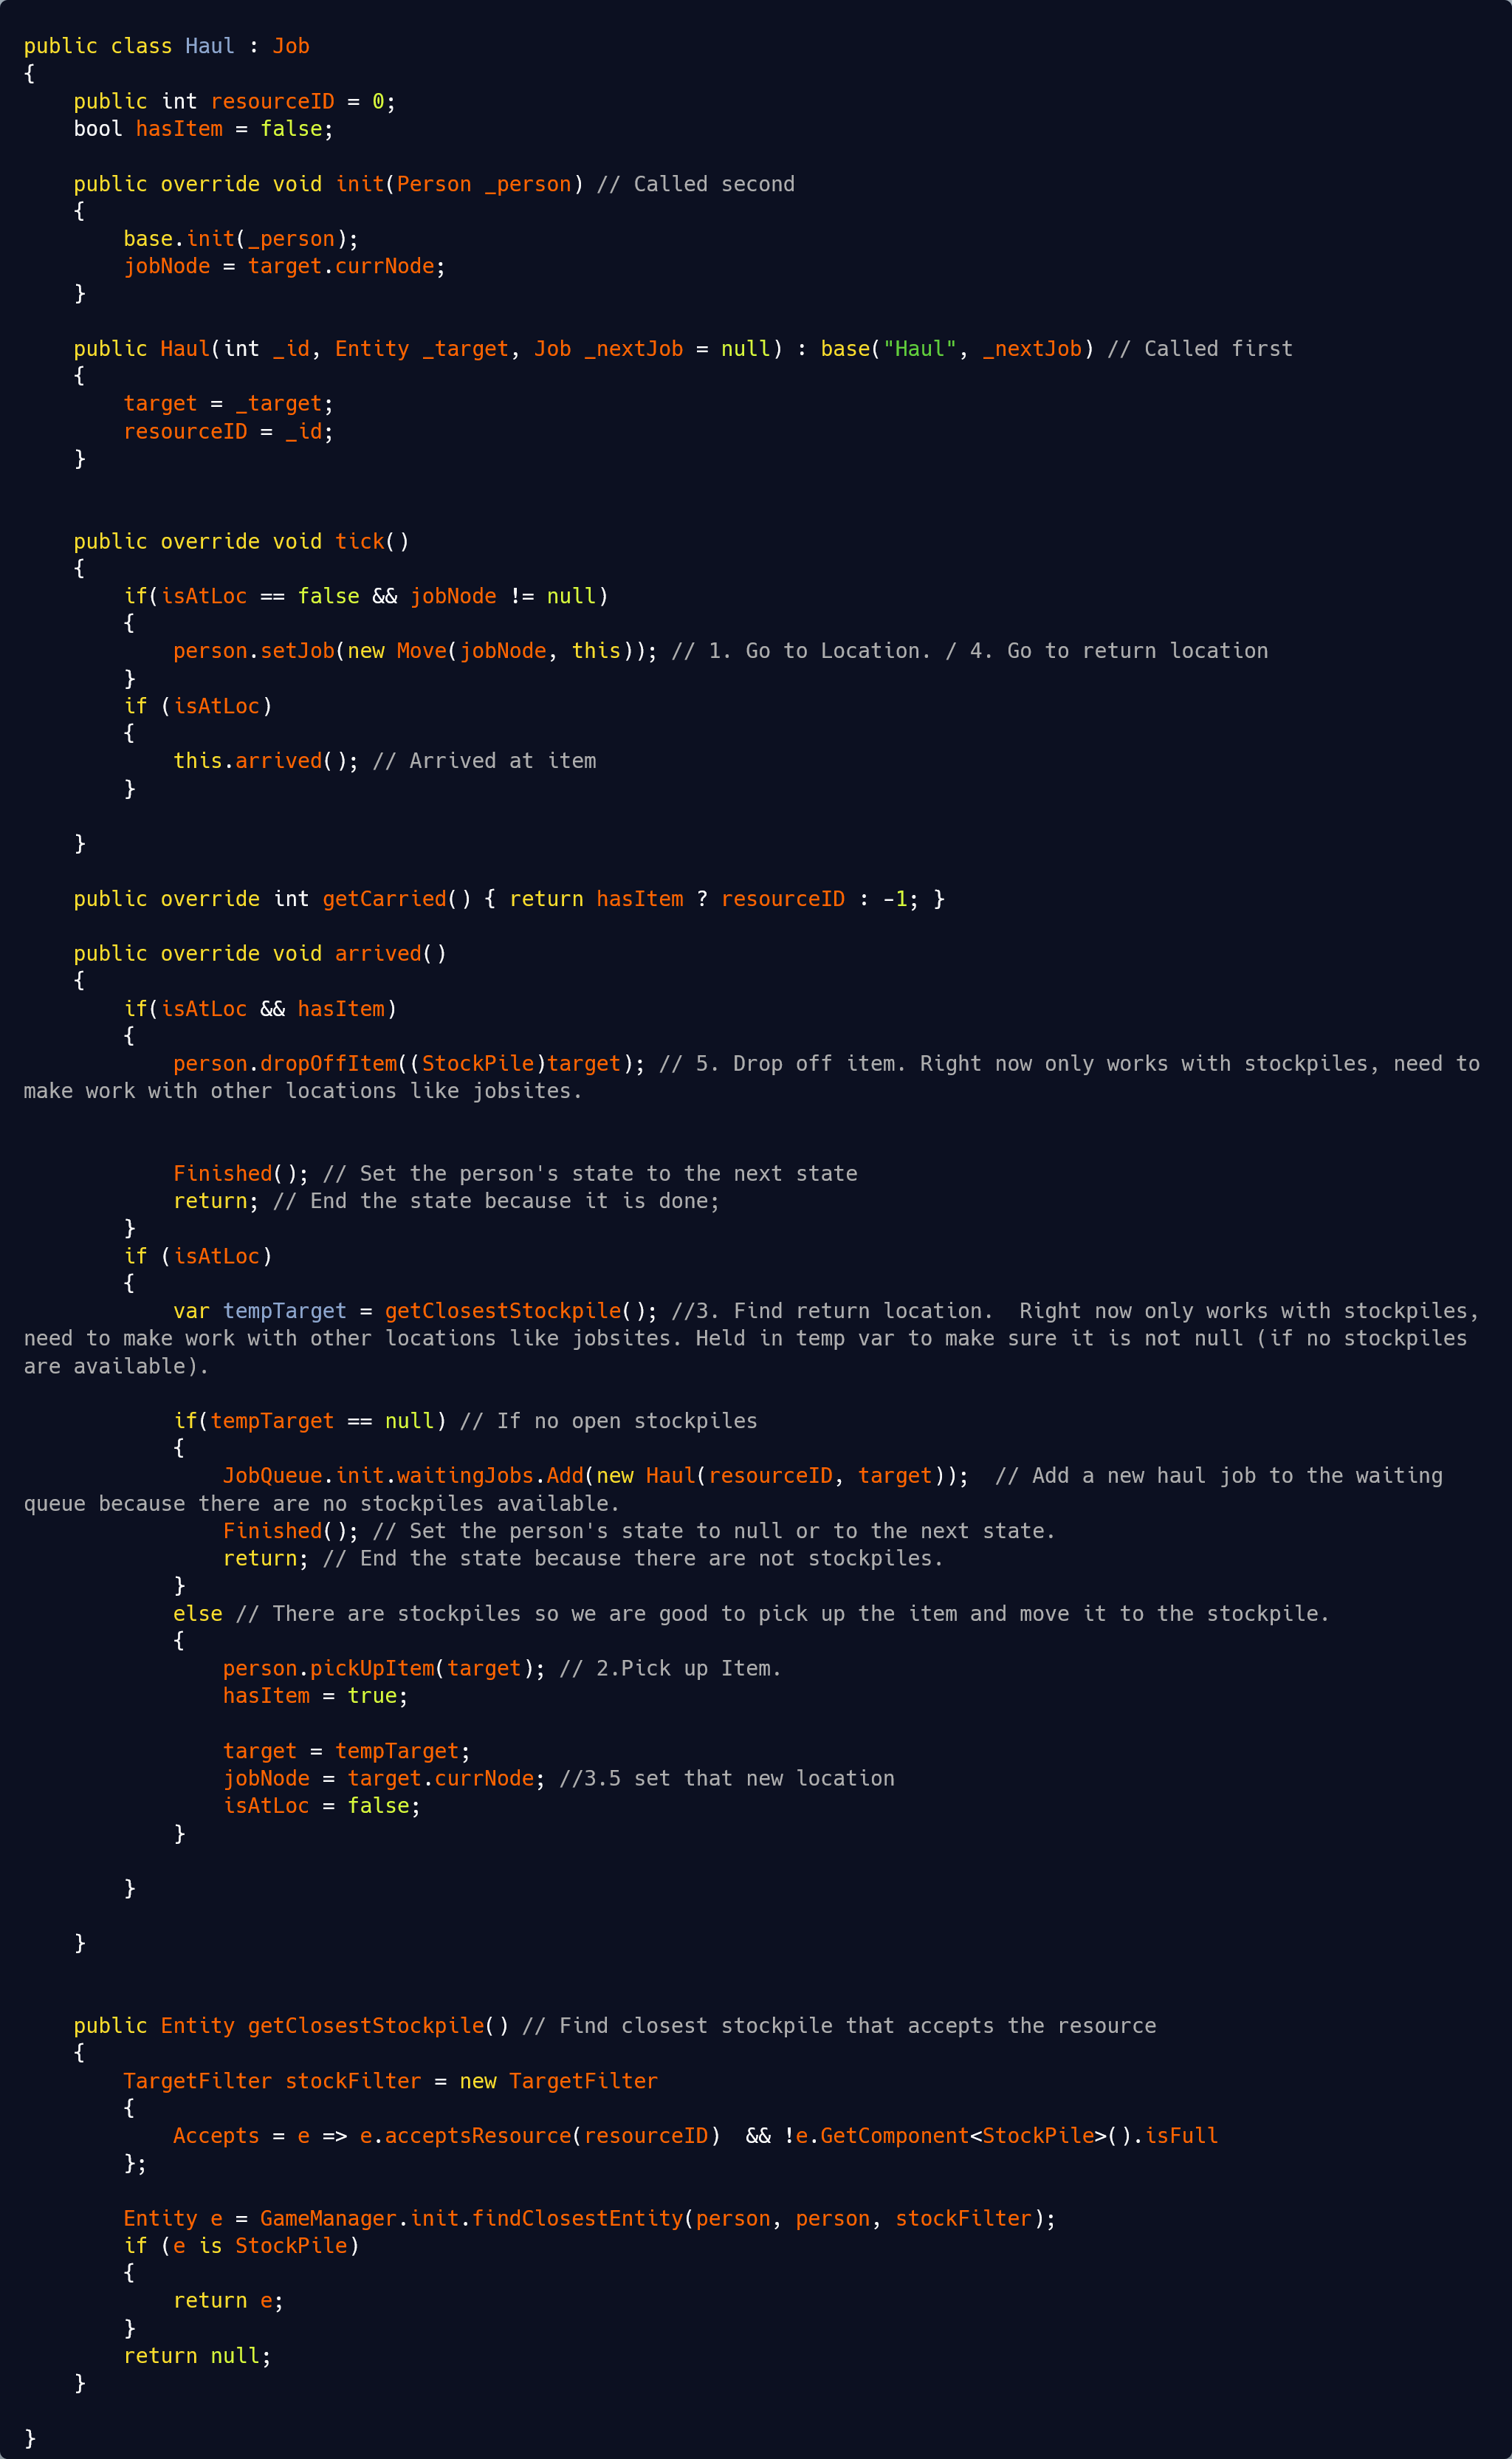 public class Haul : Job
{
    public int resourceID = 0;
    bool hasItem = false;

    public override void init(Person _person) // Called second
    {
        base.init(_person);
        jobNode = target.currNode;
    }

    public Haul(int _id, Entity _target, Job _nextJob = null) : base("Haul", _nextJob) // Called first
    {
        target = _target;
        resourceID = _id;
    }


    public override void tick()
    {
        if(isAtLoc == false && jobNode != null)
        {
            person.setJob(new Move(jobNode, this)); // 1. Go to Location. / 4. Go to return location
        }
        if (isAtLoc)
        {
            this.arrived(); // Arrived at item
        }

    }

    public override int getCarried() { return hasItem ? resourceID : -1; }

    public override void arrived()
    {
        if(isAtLoc && hasItem)
        {
            person.dropOffItem((StockPile)target); // 5. Drop off item. Right now only works with stockpiles, need to
make work with other locations like jobsites.


            Finished(); // Set the person's state to the next state
            return; // End the state because it is done;
        }
        if (isAtLoc)
        {
            var tempTarget = getClosestStockpile(); //3. Find return location.  Right now only works with stockpiles,
need to make work with other locations like jobsites. Held in temp var to make sure it is not null (if no stockpiles
are available).

            if(tempTarget == null) // If no open stockpiles
            {
                JobQueue.init.waitingJobs.Add(new Haul(resourceID, target));  // Add a new haul job to the waiting
queue because there are no stockpiles available.
                Finished(); // Set the person's state to null or to the next state.
                return; // End the state because there are not stockpiles.
            }
            else // There are stockpiles so we are good to pick up the item and move it to the stockpile.
            {
                person.pickUpItem(target); // 2.Pick up Item.
                hasItem = true;

                target = tempTarget;
                jobNode = target.currNode; //3.5 set that new location
                isAtLoc = false;
            }

        }

    }


    public Entity getClosestStockpile() // Find closest stockpile that accepts the resource
    {
        TargetFilter stockFilter = new TargetFilter
        {
            Accepts = e => e.acceptsResource(resourceID)  && !e.GetComponent<StockPile>().isFull
        };

        Entity e = GameManager.init.findClosestEntity(person, person, stockFilter);
        if (e is StockPile)
        {
            return e;
        }
        return null;
    }

}